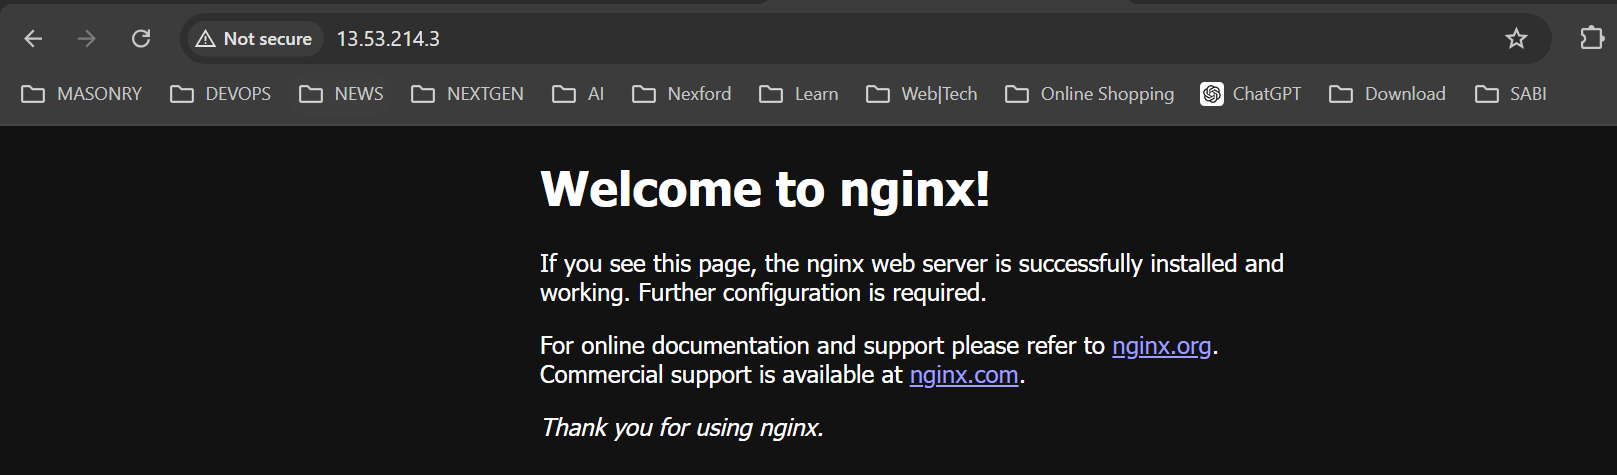 Not secure 13.53.214.3
MASONRY DEVOPS NEWS NEXTGEN AI Nexford Learn Web|Tech Online Shopping ChatGPT Download SABI
Welcome to nginx!
If you see this page, the nginx web server is successfully installed and
working. Further configuration is required.
For online documentation and support please refer to nginx.org.
Commercial support is available at nginx.com.
Thank you for using nginx.